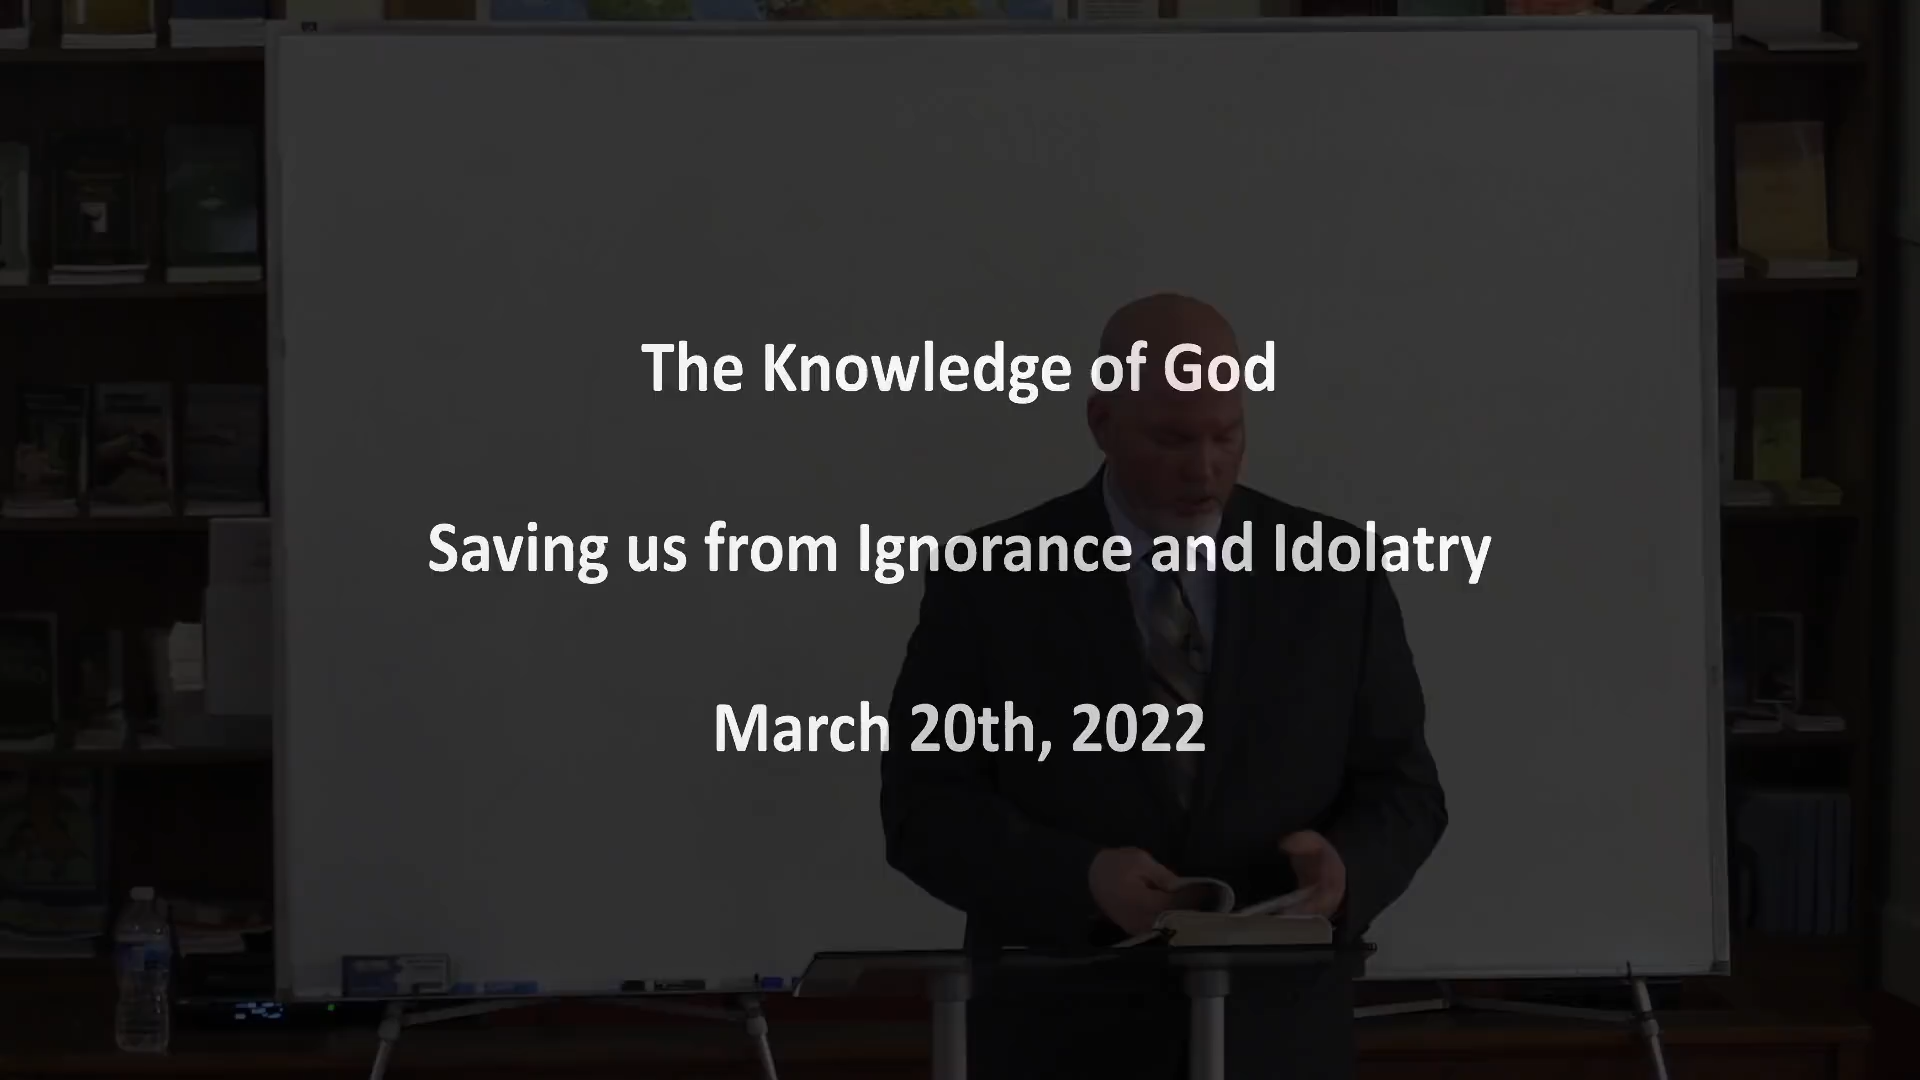 The Knowledge of God
Saving us from Ignorance and Idolatry
March 20th, 2022